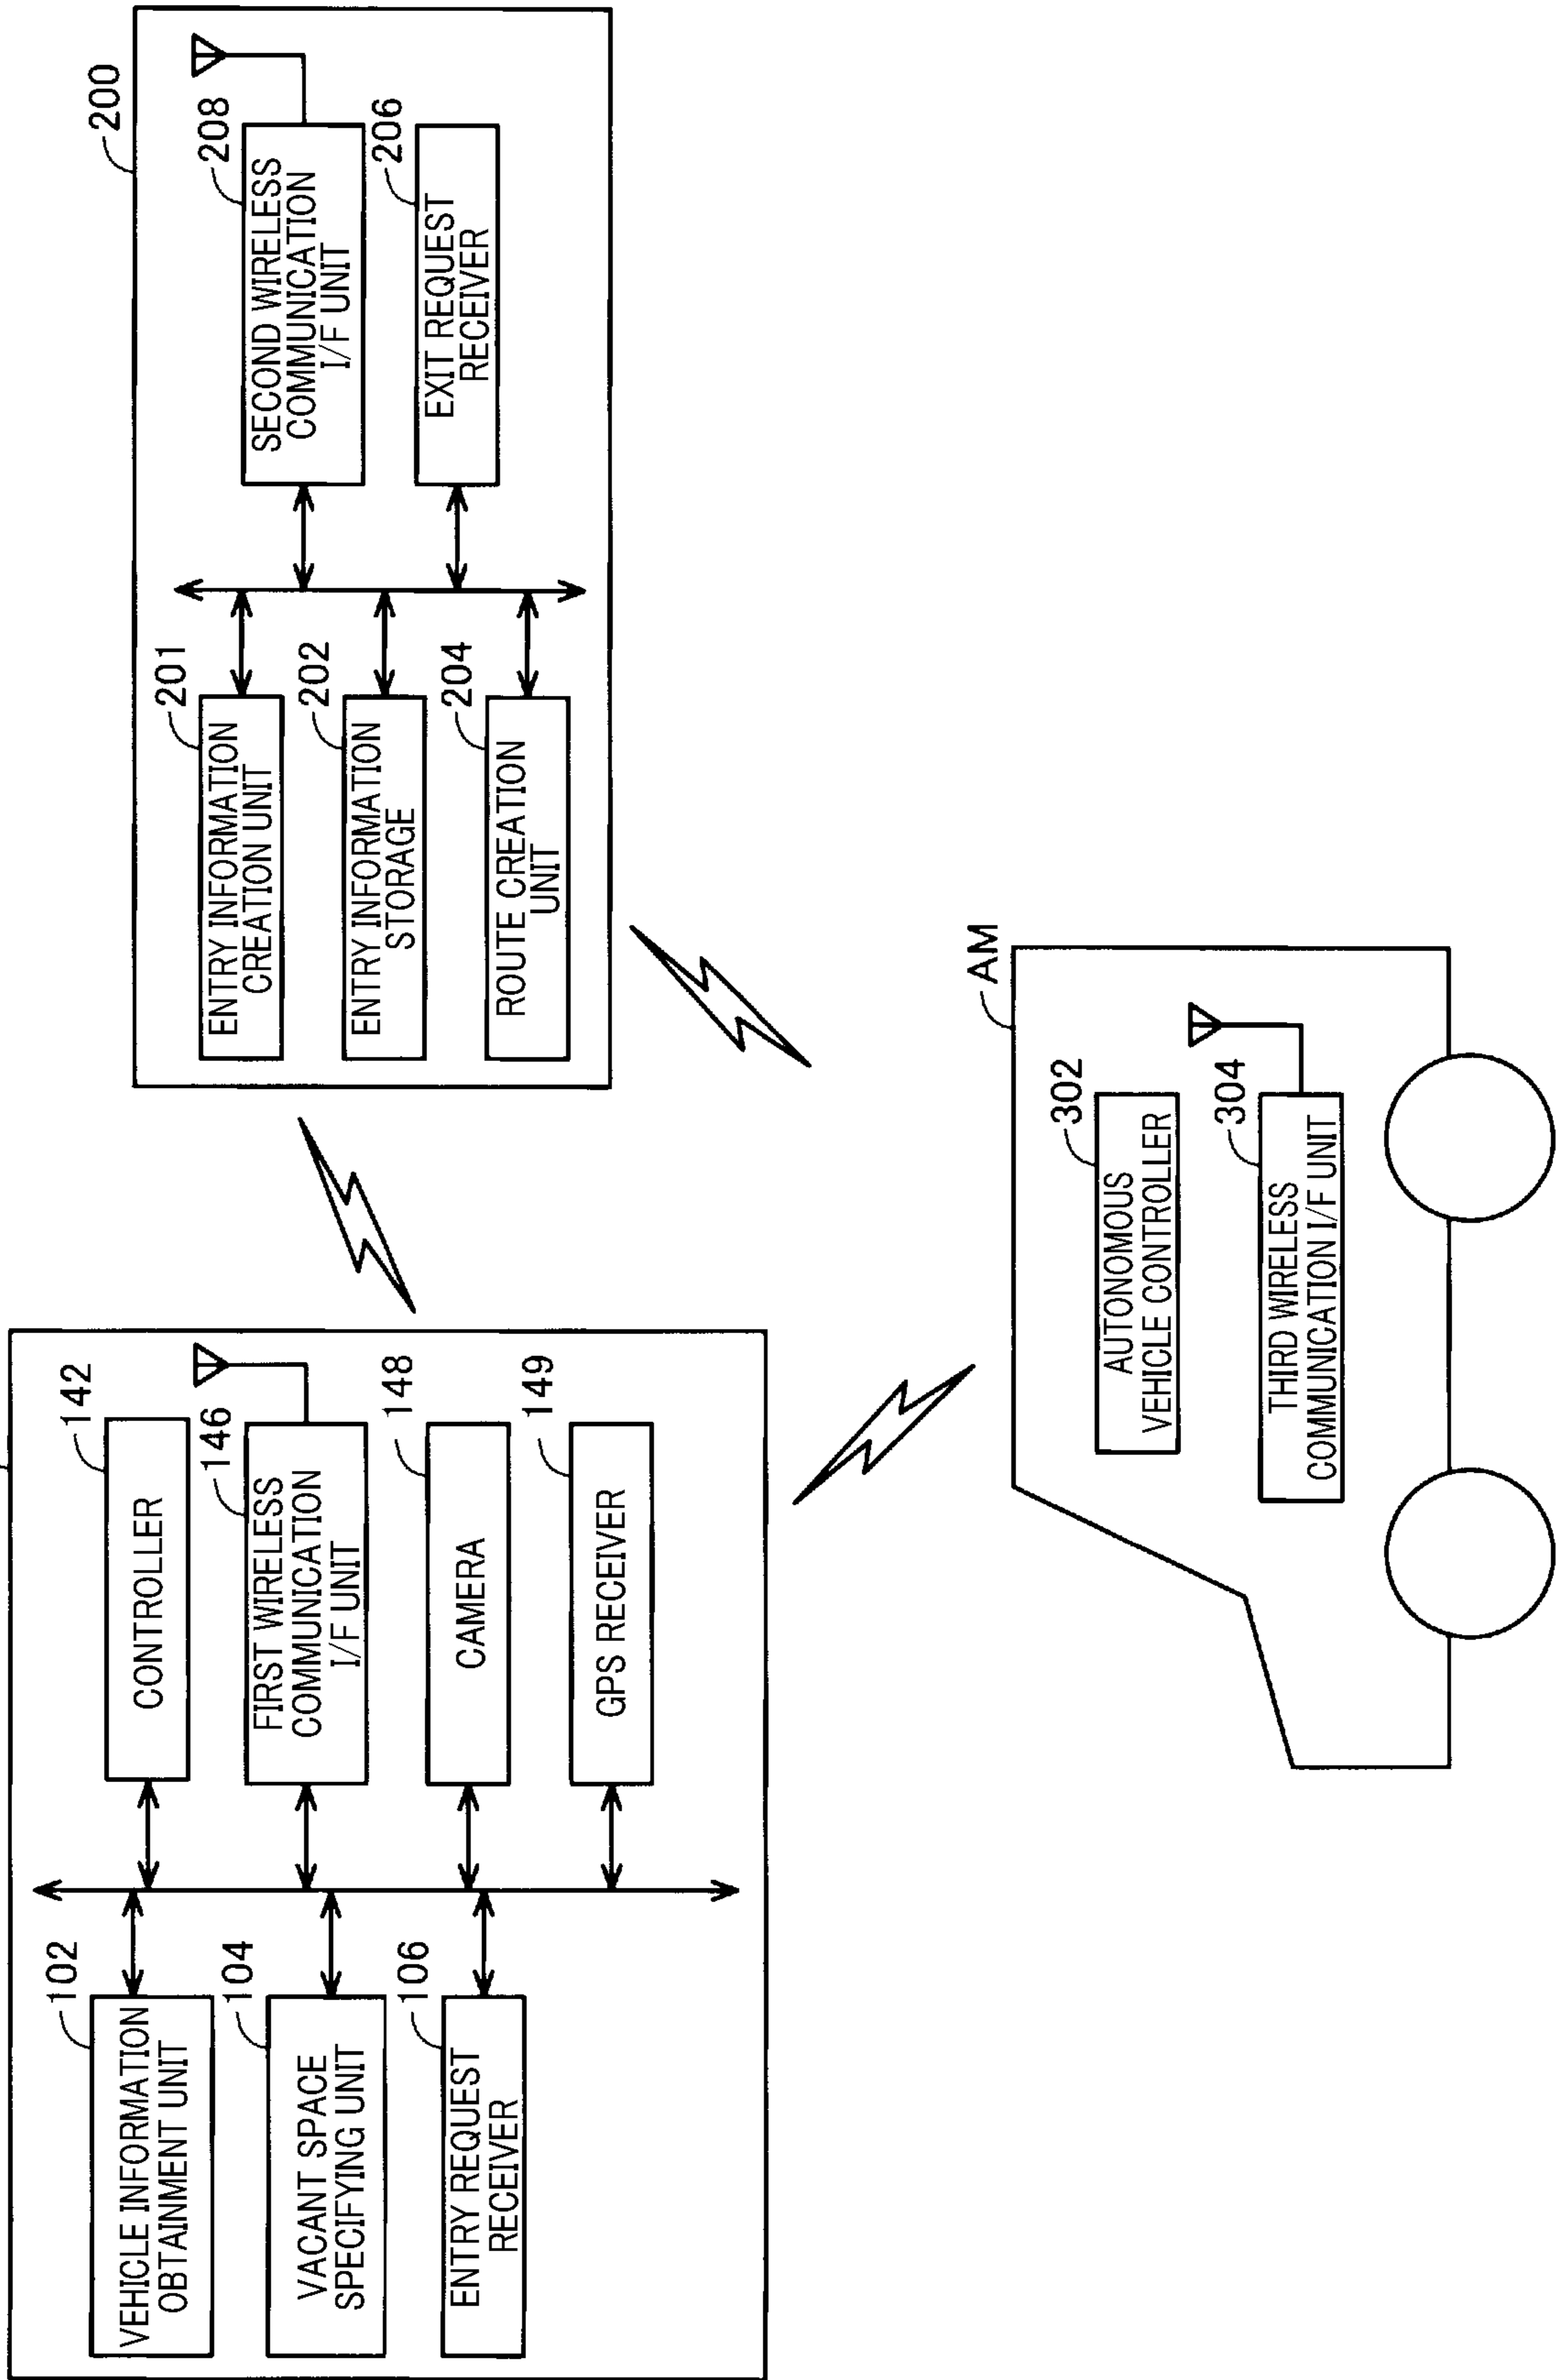 102
VEHICLE INFORMATION
OBTAINMENT UNIT
104
VACANT SPACE
SPECIFYING UNIT
106
ENTRY REQUEST
RECEIVER
142
CONTROLLER
146
FIRST WIRELESS
COMMUNICATION
I/F UNIT
148
CAMERA
149
GPS RECEIVER
200
201
ENTRY INFORMATION
CREATION UNIT
202
ENTRY INFORMATION
STORAGE
204
ROUTE CREATION
UNIT
208
SECOND WIRELESS
COMMUNICATION
I/F UNIT
206
EXIT REQUEST
RECEIVER
AM
302
AUTONOMOUS
VEHICLE CONTROLLER
304
THIRD WIRELESS
COMMUNICATION I/F UNIT